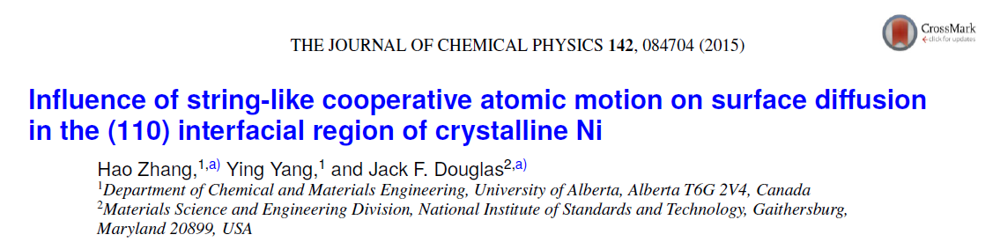 CrossMark
click for updates
THE JOURNAL OF CHEMICAL PHYSICS 142, 084704 (2015)
Influence of string-like cooperative atomic motion on surface diffusion
in the (110) interfacial region of crystalline Ni
Hao Zhang,1,a) Ying Yang,1 and Jack F. Douglas2,a)
1Department of Chemical and Materials Engineering, University of Alberta, Alberta T6G 2V4, Canada
2Materials Science and Engineering Division, National Institute of Standards and Technology, Gaithersburg,
Maryland 20899, USA